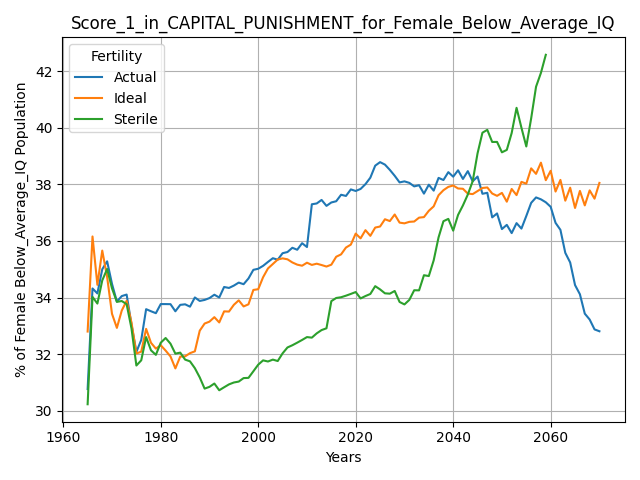 Score_1_in_CAPITAL_PUNISHMENT_for_Female_Below_Average_IQ
Fertility
Actual
Ideal
Sterile
% of Female Below_Average_IQ Population
42
40
38
36
34
32
30
1960
1980
2000
2020
2040
2060
Years